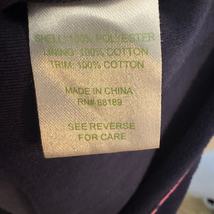 SHELL: 100% POLYESTER
LINING: 100% COTTON
TRIM: 100% COTTON
MADE IN CHINA
RN# 68189
SEE REVERSE
FOR CARE